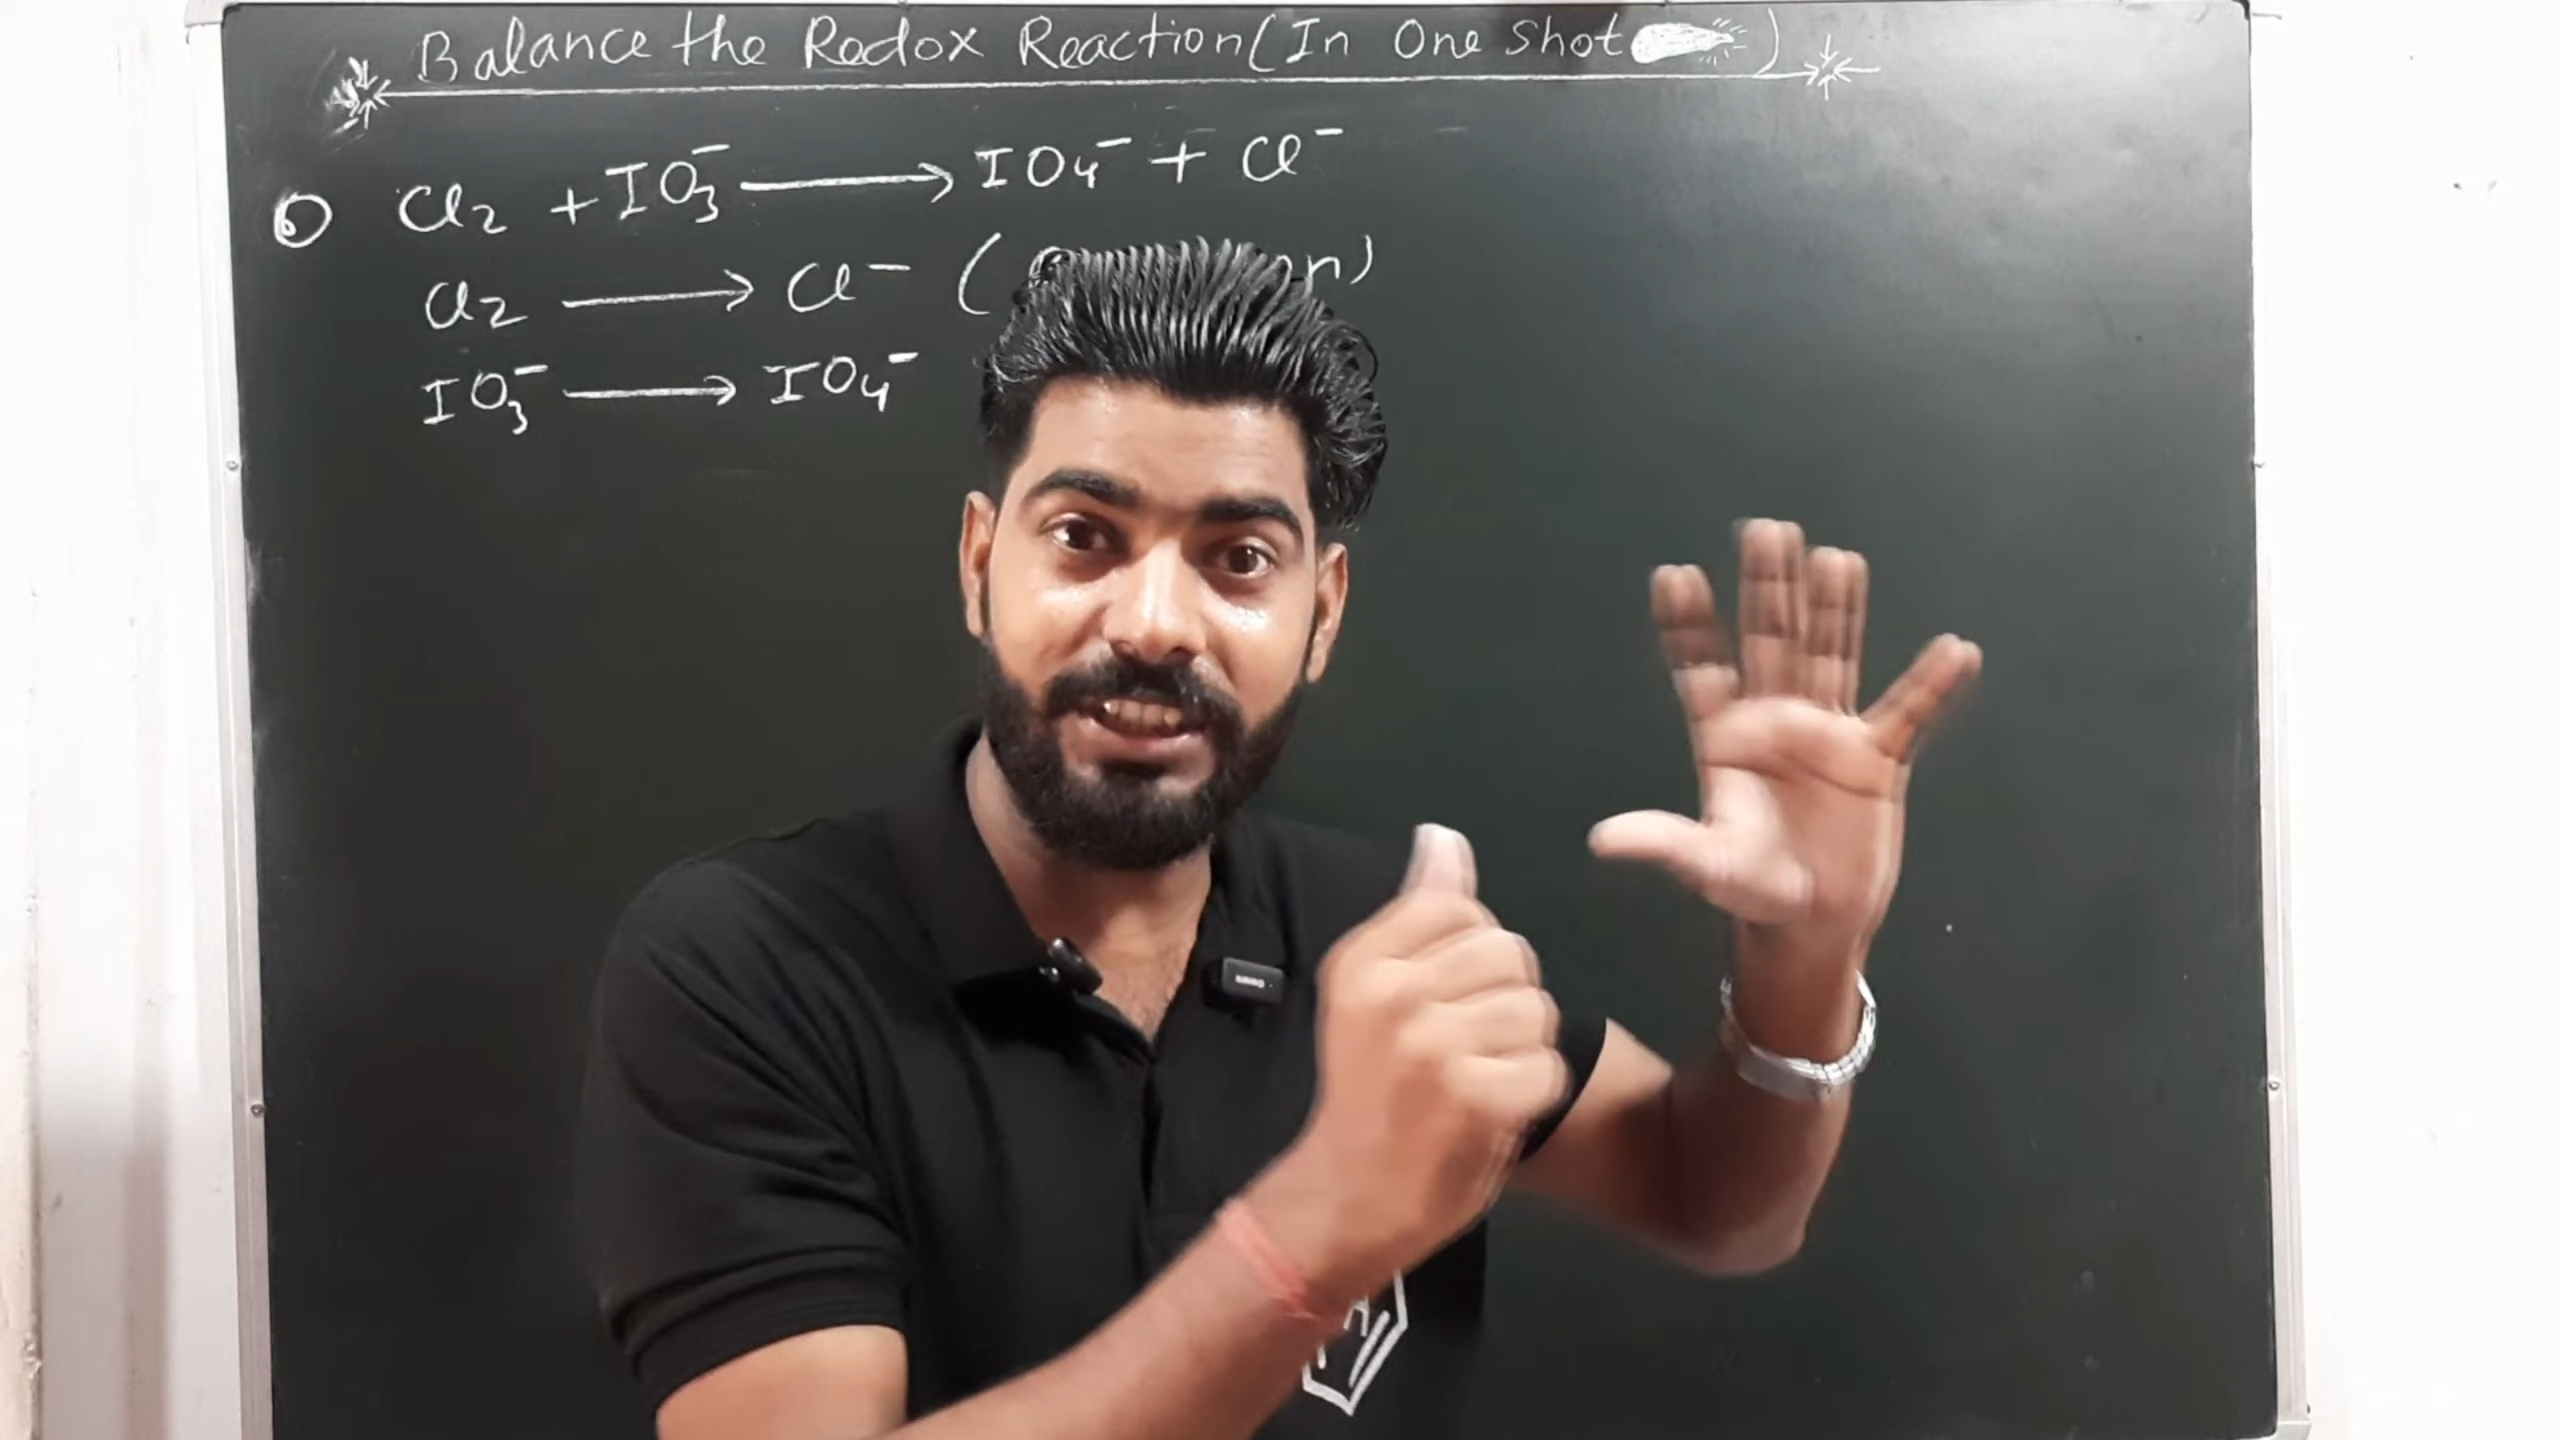 Balance the Redox Reaction (In One Shot)
① Cl₂ + IO₃⁻ ⟶ IO₄⁻ + Cl⁻
Cl₂ ⟶ Cl⁻
IO₃⁻ ⟶ IO₄⁻